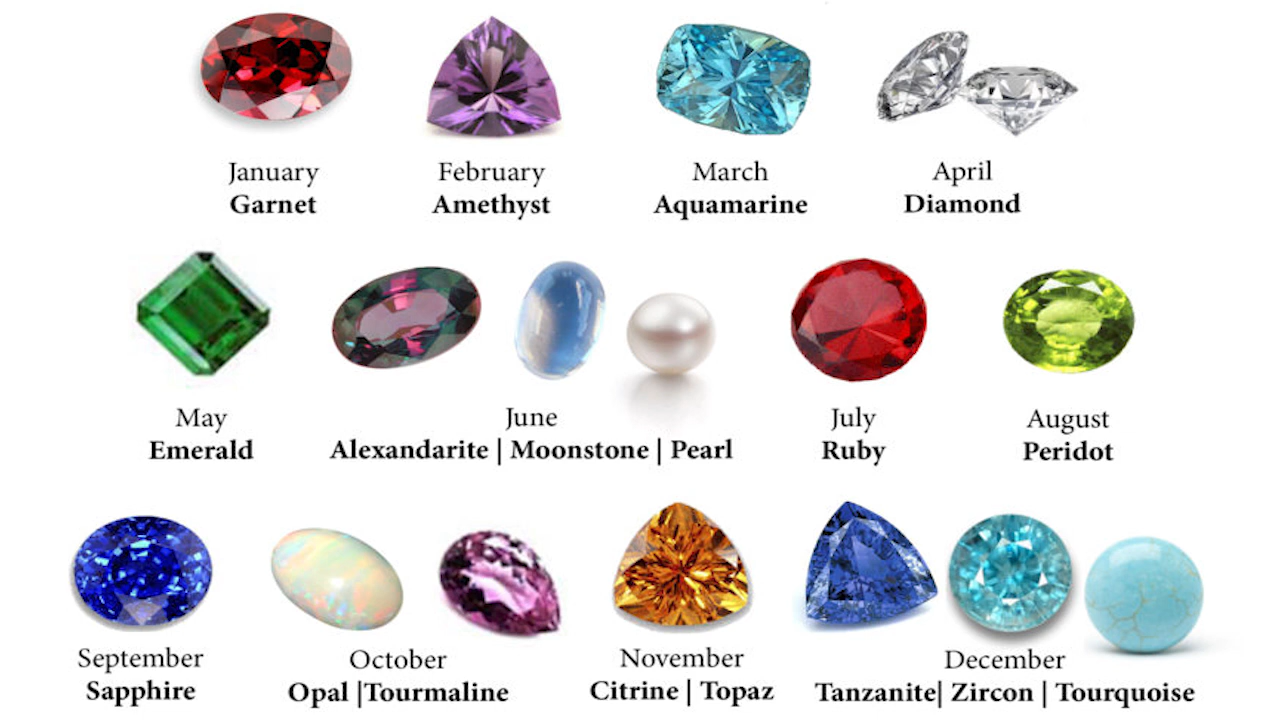 January
Garnet
February
Amethyst
March
Aquamarine
April
Diamond
May
Emerald
June
Alexandarite | Moonstone | Pearl
July
Ruby
August
Peridot
September
Sapphire
October
Opal |Tourmaline
November
Citrine | Topaz
December
Tanzanite| Zircon | Tourquoise